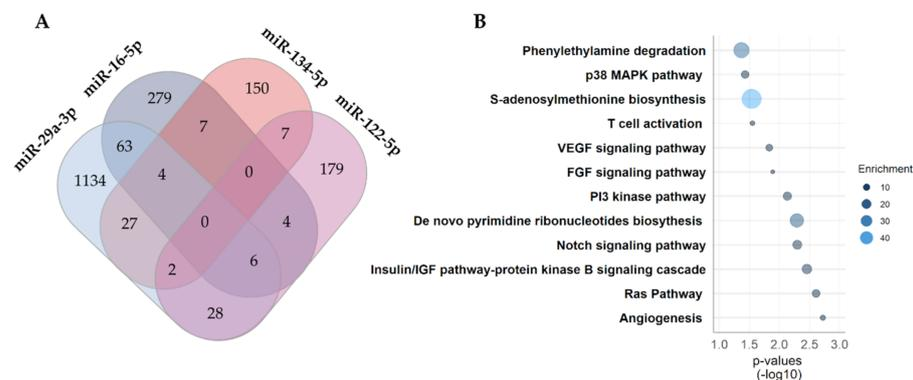 A
miR-29a-3p
miR-16-5p
miR-134-5p
miR-122-5p
279
150
63
7
7
1134
4
0
179
27
0
4
2
6
28
B
Phenylethylamine degradation
p38 MAPK pathway
S-adenosylmethionine biosynthesis
T cell activation
VEGF signaling pathway
FGF signaling pathway
PI3 kinase pathway
De novo pyrimidine ribonucleotides biosythesis
Notch signaling pathway
Insulin/IGF pathway-protein kinase B signaling cascade
Ras Pathway
Angiogenesis
1.0 1.5 2.0 2.5 3.0
p-values
(-log10)
Enrichment
10
20
30
40